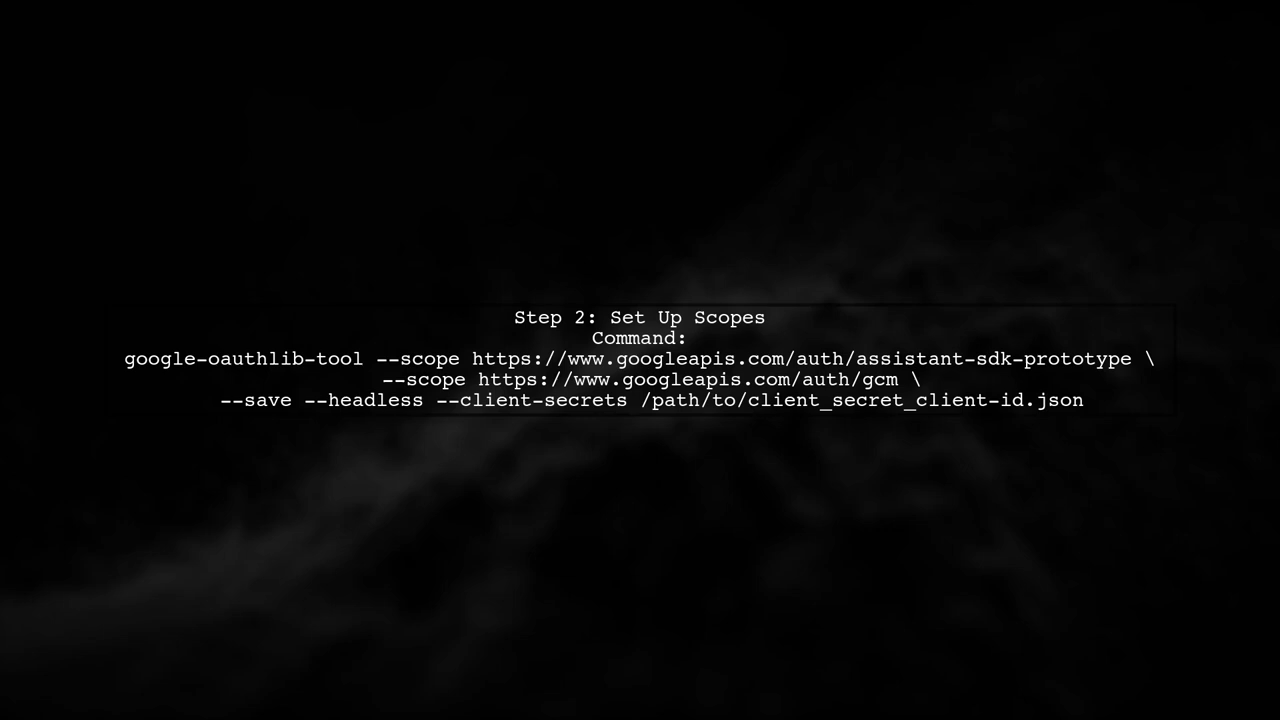 Step 2: Set Up Scopes
Command:
google-oauthlib-tool --scope https://www.googleapis.com/auth/assistant-sdk-prototype \
--scope https://www.googleapis.com/auth/gcm \
--save --headless --client-secrets /path/to/client_secret_client-id.json